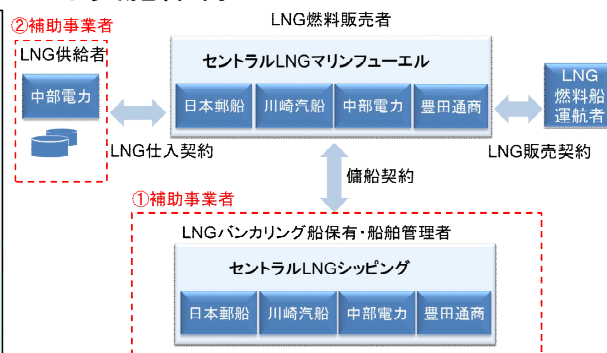 ②補助事業者
LNG燃料販売者
LNG供給者
中部電力
セントラルLNGマリンフューエル
日本郵船 川崎汽船 中部電力 豊田通商
LNG
燃料船
運航者
LNG仕入契約
LNG販売契約
傭船契約
①補助事業者
LNGバンカリング船保有・船舶管理者
セントラルLNGシッピング
日本郵船 川崎汽船 中部電力 豊田通商